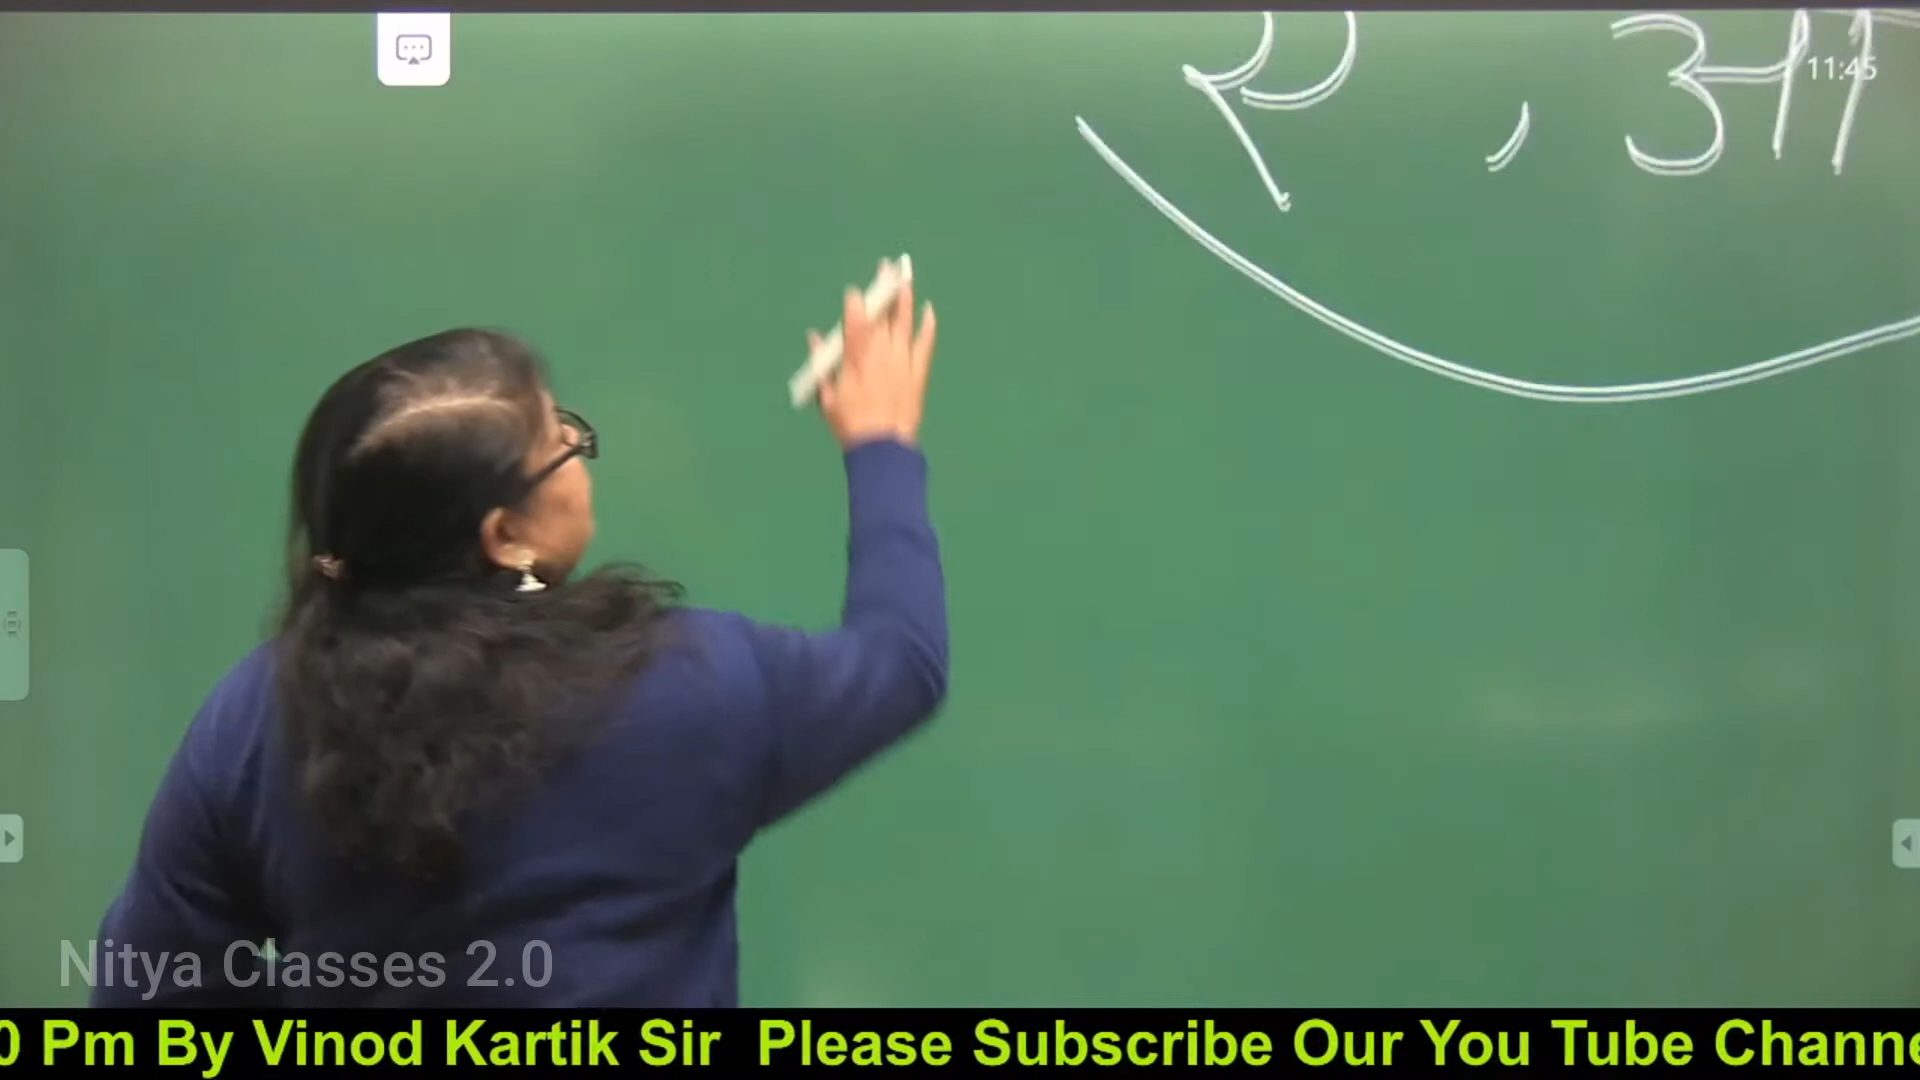 ए, आ
11:45
Nitya Classes 2.0
0 Pm By Vinod Kartik Sir Please Subscribe Our You Tube Channe